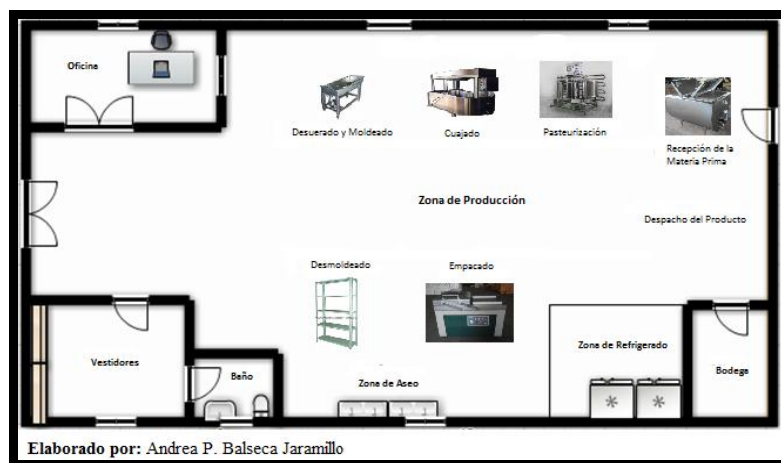 Oficina
Desuerado y Moldeado
Cuajado
Pasteurización
Recepción de la
Materia Prima
Zona de Producción
Despacho del Producto
Desmoldeado
Empacado
Zona de Refrigerado
Vestidores
Baño
Zona de Aseo
Bodega
Elaborado por: Andrea P. Balseca Jaramillo